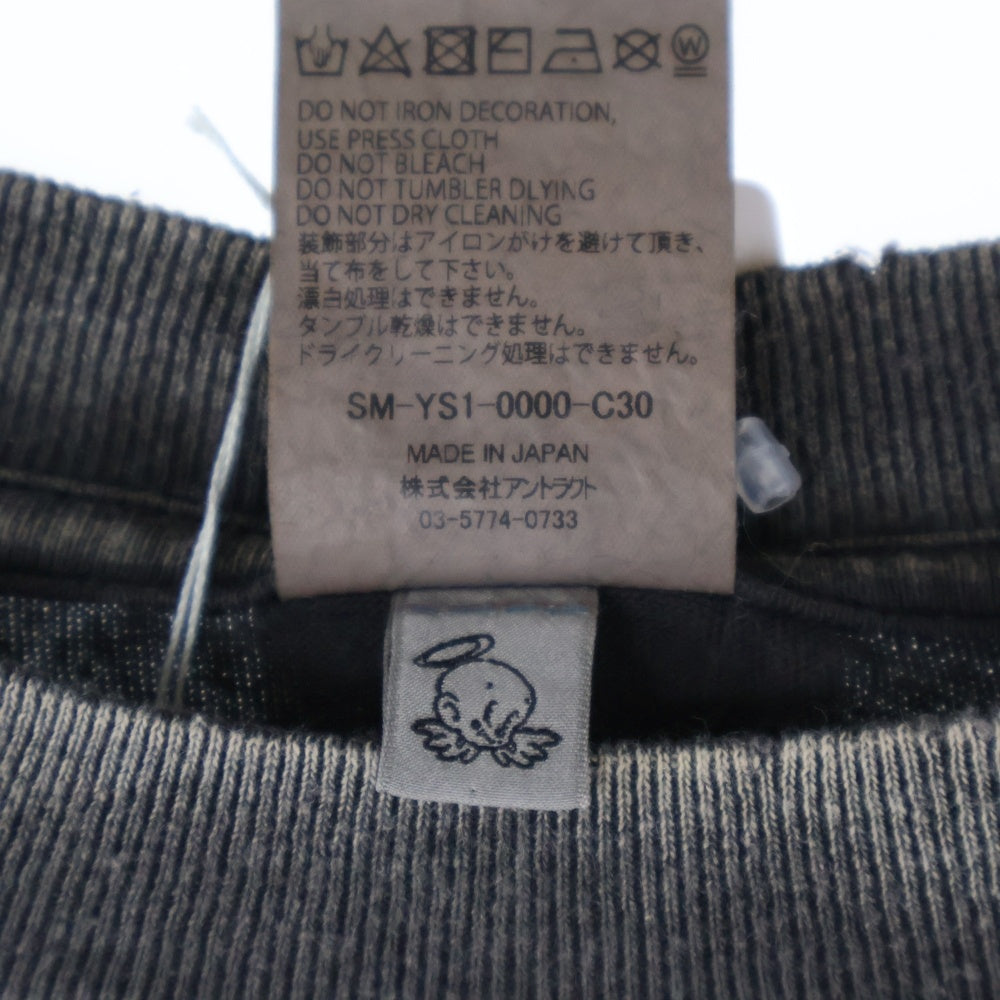 W
DO NOT IRON DECORATION,
USE PRESS CLOTH
DO NOT BLEACH
DO NOT TUMBLER DLYING
DO NOT DRY CLEANING
装飾部分はアイロンがけを避けて頂き、
当て布をして下さい。
漂白処理はできません。
タンブル乾燥はできません。
ドライクリーニング処理はできません。
SM-YS1-0000-C30
MADE IN JAPAN
株式会社アントラクト
03-5774-0733